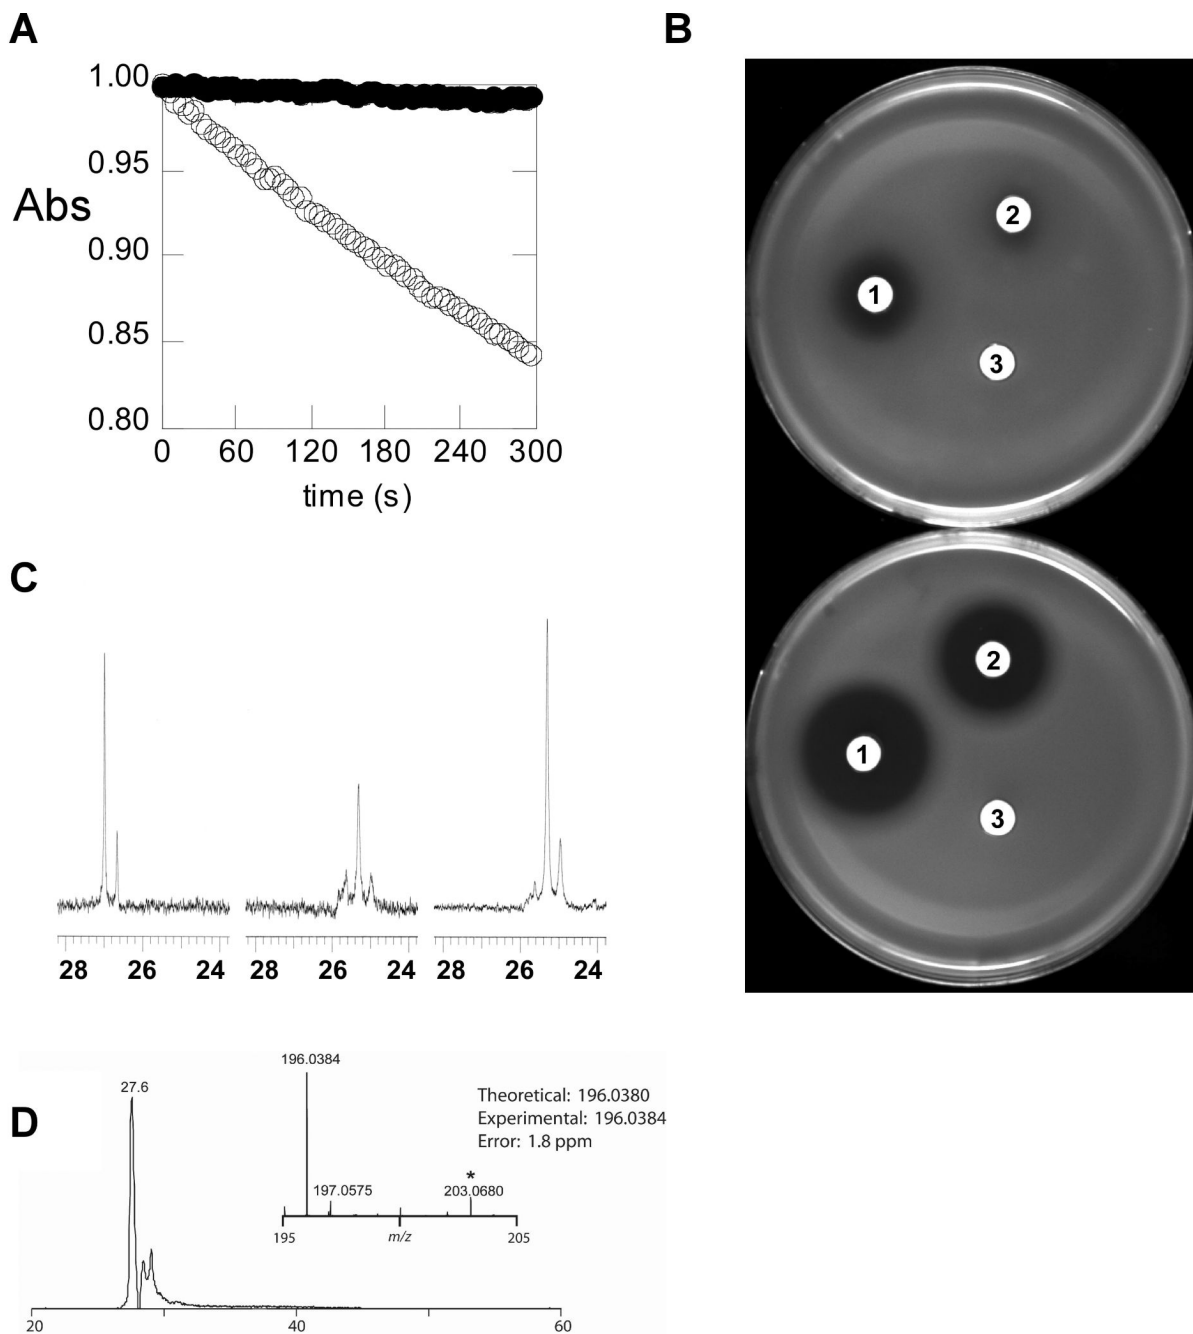 A
1.00
0.95
Abs
0.90
0.85
0.80
0 60 120 180 240 300
time (s)
B
1
2
3
1
2
3
C
28 26 24 28 26 24 28 26 24
D
27.6
196.0384
197.0575
*
203.0680
195 m/z 205
Theoretical: 196.0380
Experimental: 196.0384
Error: 1.8 ppm
20 40 60